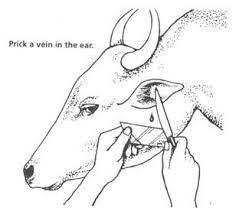 Prick a vein in the ear.